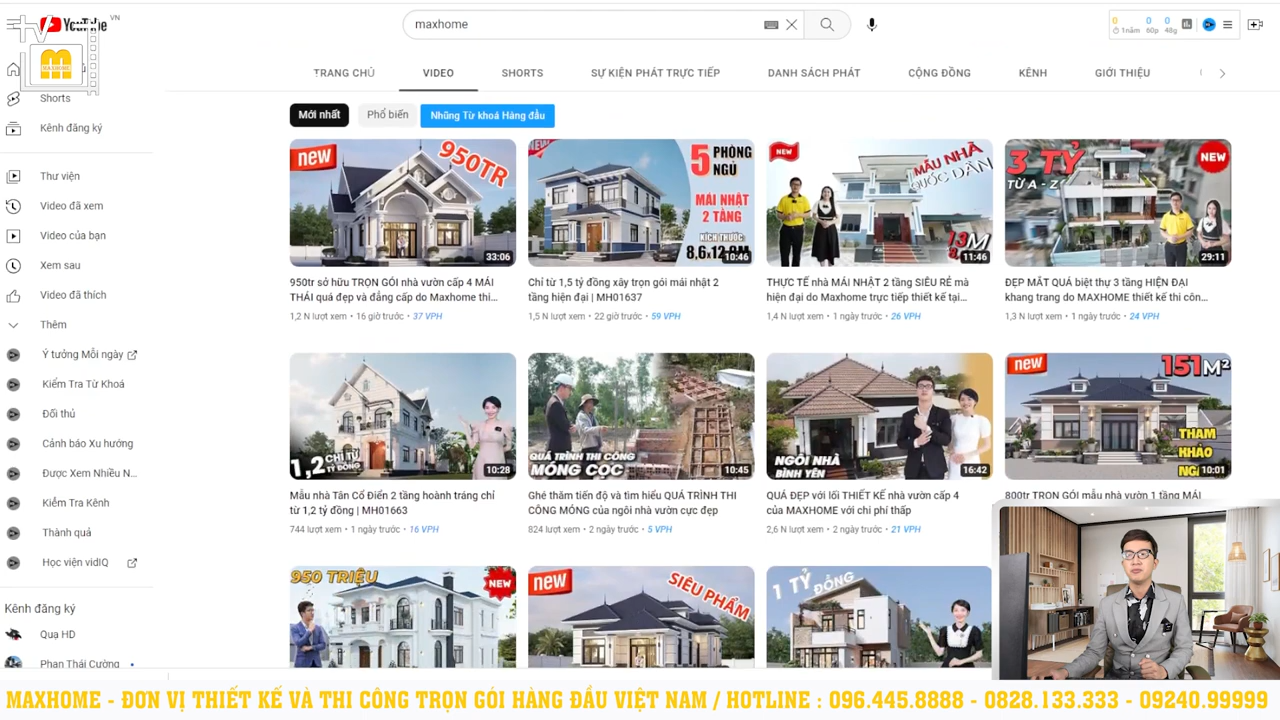 YouTube
VN
TV
MAXHOME
maxhome
0 0 0
1năm 60p 48g
TRANG CHỦ
VIDEO
SHORTS
SỰ KIỆN PHÁT TRỰC TIẾP
DANH SÁCH PHÁT
CỘNG ĐỒNG
KÊNH
GIỚI THIỆU
Shorts
Kênh đăng ký
Thư viện
Video đã xem
Video của bạn
Xem sau
Video đã thích
Thêm
Ý tưởng Mỗi ngày
Kiểm Tra Từ Khoá
Đối thủ
Cảnh báo Xu hướng
Được Xem Nhiều N...
Kiểm Tra Kênh
Thành quả
Học viện vidIQ
Kênh đăng ký
Quạ HD
Phan Thái Cường
Mới nhất
Phổ biến
Những Từ khoá Hàng đầu
new
950TR
33:06
NEW
5 PHÒNG
NGỦ
MÁI NHẬT
2 TẦNG
KÍCH THƯỚC:
10:46
NEW
MẪU NHÀ
QUỐC DÂN
11:46
3 TỶ
TỪ A - Z
NEW
29:11
950tr sở hữu TRỌN GÓI nhà vườn cấp 4 MÁI
THÁI quá đẹp và đẳng cấp do Maxhome thi...
1,2 N lượt xem • 16 giờ trước • 37 VPH
Chỉ từ 1,5 tỷ đồng xây trọn gói mái nhật 2
tầng hiện đại | MH01637
1,5 N lượt xem • 22 giờ trước • 59 VPH
THỰC TẾ nhà MÁI NHẬT 2 tầng SIÊU RẺ mà
hiện đại do Maxhome trực tiếp thiết kế tại...
1,4 N lượt xem • 1 ngày trước • 26 VPH
ĐẸP MẮT QUÁ biệt thự 3 tầng HIỆN ĐẠI
khang trang do MAXHOME thiết kế thi côn...
1,3 N lượt xem • 1 ngày trước • 24 VPH
1,2 CHỈ TỪ
TỶ ĐỒNG
10:28
QUÁ TRÌNH THI CÔNG
MÓNG CỌC
10:45
NGÔI NHÀ
BÌNH YÊN
16:42
new
151M²
THAM
KHẢO
10:01
Mẫu nhà Tân Cổ Điển 2 tầng hoành tráng chỉ
từ 1,2 tỷ đồng | MH01663
744 lượt xem • 1 ngày trước • 16 VPH
Ghé thăm tiến độ và tìm hiểu QUÁ TRÌNH THI
CÔNG MÓNG của ngôi nhà vườn cực đẹp
824 lượt xem • 2 ngày trước • 5 VPH
QUÁ ĐẸP với lối THIẾT KẾ nhà vườn cấp 4
của MAXHOME với chi phí thấp
2,6 N lượt xem • 2 ngày trước • 21 VPH
800tr TRỌN GÓI mẫu nhà vườn 1 tầng MÁI
950 TRIỆU
NEW
new
SIÊU PHẨM
1 TỶ ĐỒNG
MAXHOME - ĐƠN VỊ THIẾT KẾ VÀ THI CÔNG TRỌN GÓI HÀNG ĐẦU VIỆT NAM / HOTLINE : 096.445.8888 - 0828.133.333 - 09240.99999